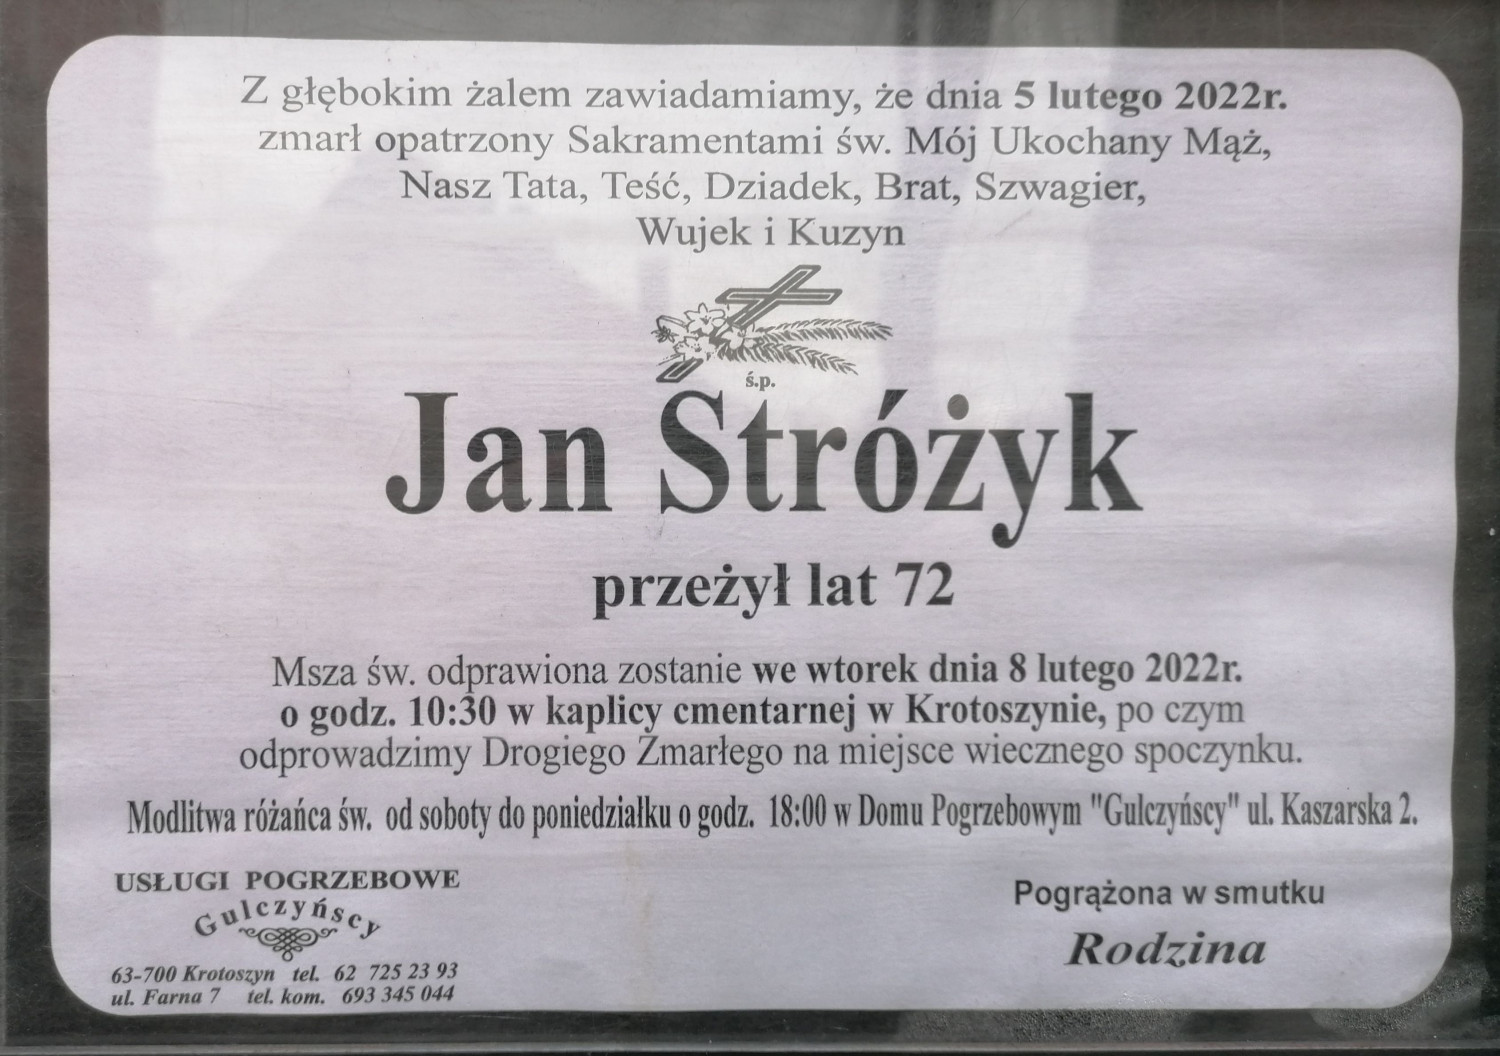 Z głębokim żalem zawiadamiamy, że dnia 5 lutego 2022r.
zmarł opatrzony Sakramentami św. Mój Ukochany Mąż,
Nasz Tata, Teść, Dziadek, Brat, Szwagier,
Wujek i Kuzyn
ś.p.
Jan Stróżyk
przeżył lat 72
Msza św. odprawiona zostanie we wtorek dnia 8 lutego 2022r.
o godz. 10:30 w kaplicy cmentarnej w Krotoszynie, po czym
odprowadzimy Drogiego Zmarłego na miejsce wiecznego spoczynku.
Modlitwa różańca św. od soboty do poniedziałku o godz. 18:00 w Domu Pogrzebowym "Gulczyńscy" ul. Kaszarska 2.
USŁUGI POGRZEBOWE
Gulczyńscy
63-700 Krotoszyn tel. 62 725 23 93
ul. Farna 7 tel. kom. 693 345 044
Pogrążona w smutku
Rodzina